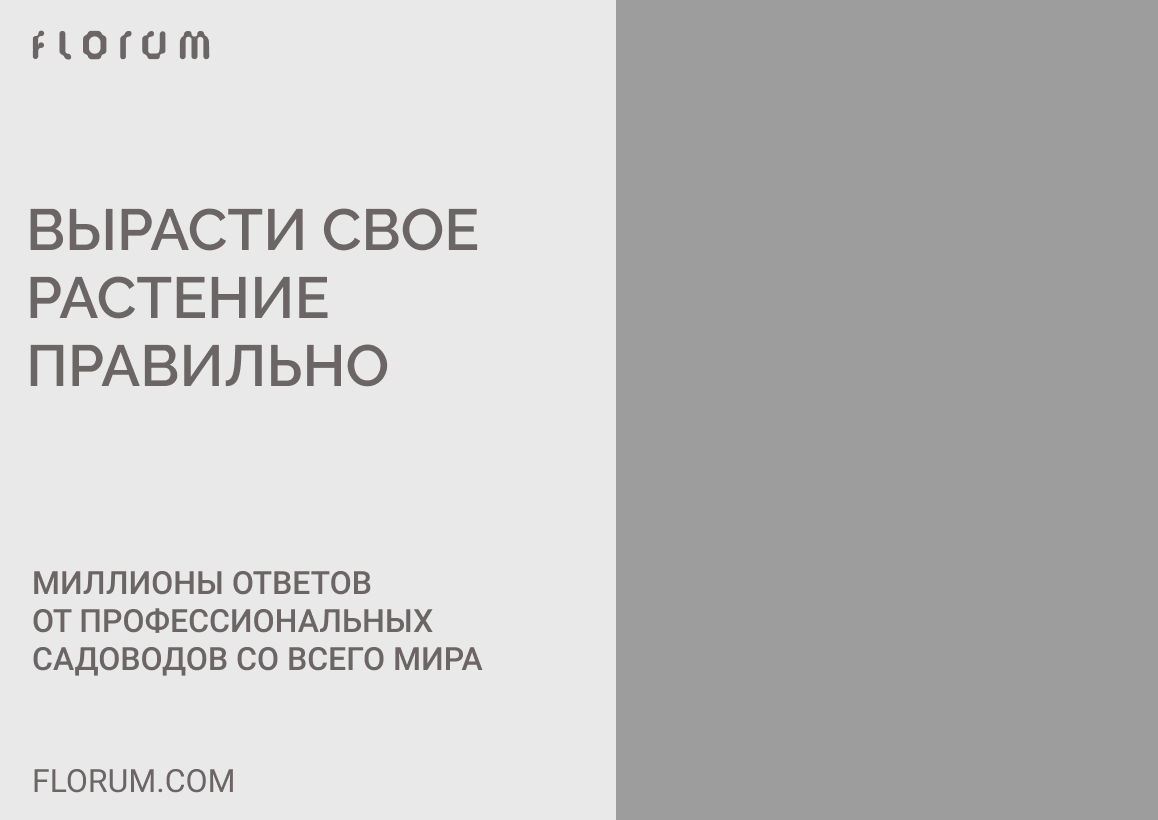 FLORUM
ВЫРАСТИ СВОЕ
РАСТЕНИЕ
ПРАВИЛЬНО
МИЛЛИОНЫ ОТВЕТОВ
ОТ ПРОФЕССИОНАЛЬНЫХ
САДОВОДОВ СО ВСЕГО МИРА
FLORUM.COM